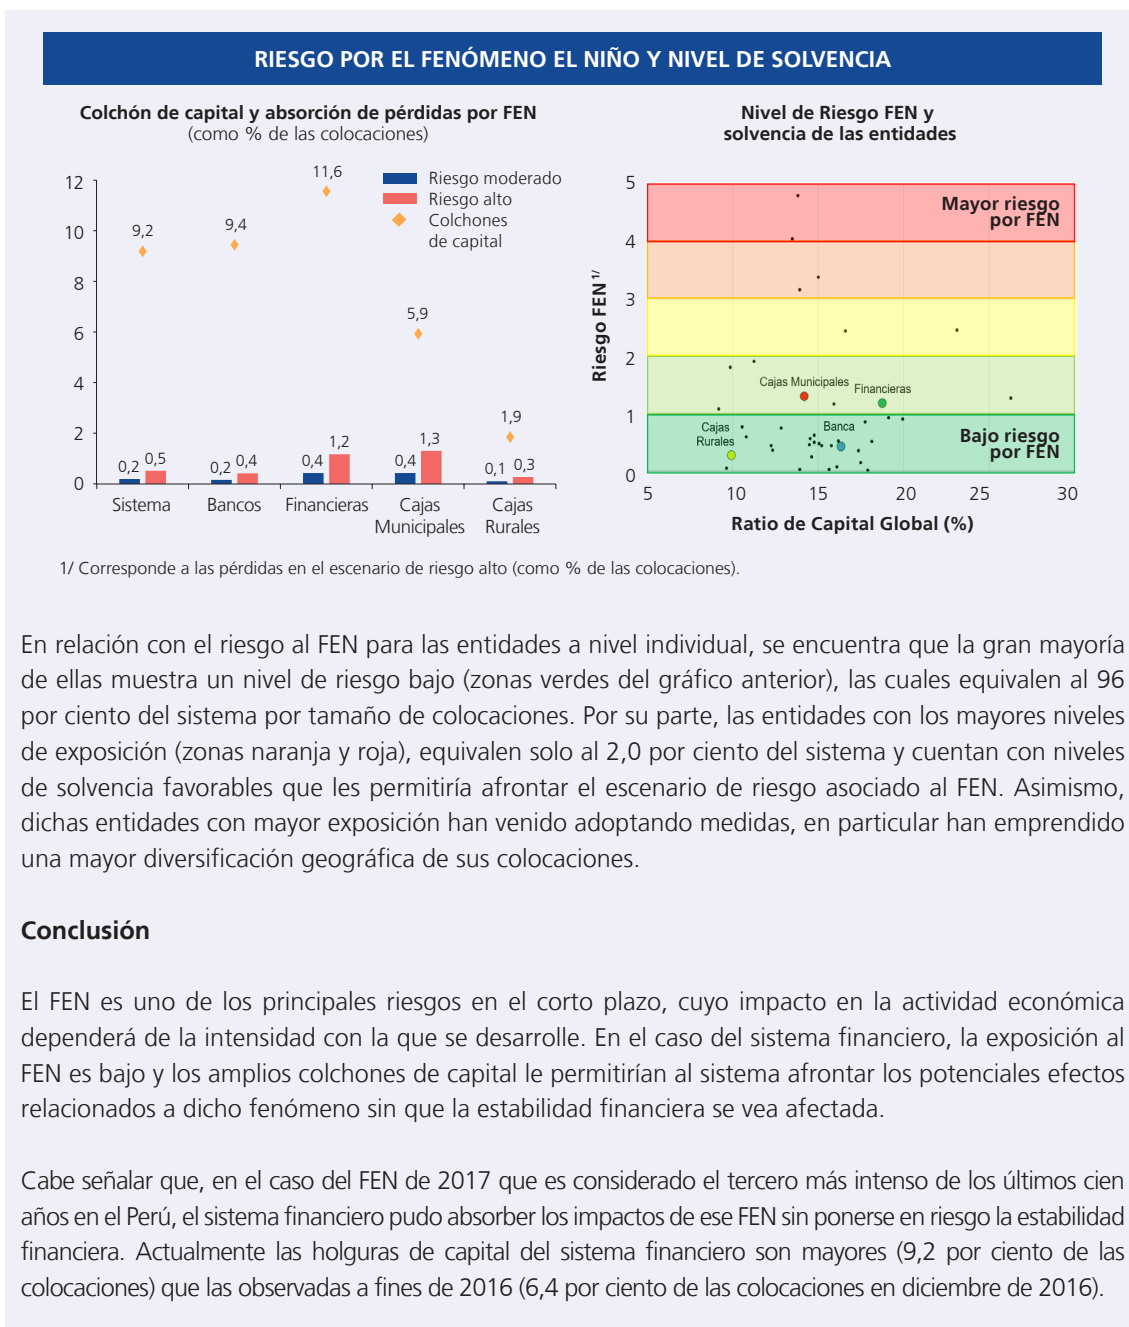 RIESGO POR EL FENÓMENO EL NIÑO Y NIVEL DE SOLVENCIA
Colchón de capital y absorción de pérdidas por FEN
(como % de las colocaciones)
12
10
8
6
4
2
0
9,2
9,4
11,6
5,9
1,9
0,2
0,5
0,2
0,4
0,4
1,2
0,4
1,3
0,1
0,3
Riesgo moderado
Riesgo alto
Colchones
de capital
Sistema
Bancos
Financieras
Cajas
Municipales
Cajas
Rurales
Nivel de Riesgo FEN y
solvencia de las entidades
Riesgo FEN 1/
5
4
3
2
1
0
Mayor riesgo
por FEN
Cajas Municipales
Financieras
Cajas
Rurales
Banca
Bajo riesgo
por FEN
5
10
15
20
25
30
Ratio de Capital Global (%)
1/ Corresponde a las pérdidas en el escenario de riesgo alto (como % de las colocaciones).
En relación con el riesgo al FEN para las entidades a nivel individual, se encuentra que la gran mayoría
de ellas muestra un nivel de riesgo bajo (zonas verdes del gráfico anterior), las cuales equivalen al 96
por ciento del sistema por tamaño de colocaciones. Por su parte, las entidades con los mayores niveles
de exposición (zonas naranja y roja), equivalen solo al 2,0 por ciento del sistema y cuentan con niveles
de solvencia favorables que les permitiría afrontar el escenario de riesgo asociado al FEN. Asimismo,
dichas entidades con mayor exposición han venido adoptando medidas, en particular han emprendido
una mayor diversificación geográfica de sus colocaciones.
Conclusión
El FEN es uno de los principales riesgos en el corto plazo, cuyo impacto en la actividad económica
dependerá de la intensidad con la que se desarrolle. En el caso del sistema financiero, la exposición al
FEN es bajo y los amplios colchones de capital le permitirían al sistema afrontar los potenciales efectos
relacionados a dicho fenómeno sin que la estabilidad financiera se vea afectada.
Cabe señalar que, en el caso del FEN de 2017 que es considerado el tercero más intenso de los últimos cien
años en el Perú, el sistema financiero pudo absorber los impactos de ese FEN sin ponerse en riesgo la estabilidad
financiera. Actualmente las holguras de capital del sistema financiero son mayores (9,2 por ciento de las
colocaciones) que las observadas a fines de 2016 (6,4 por ciento de las colocaciones en diciembre de 2016).